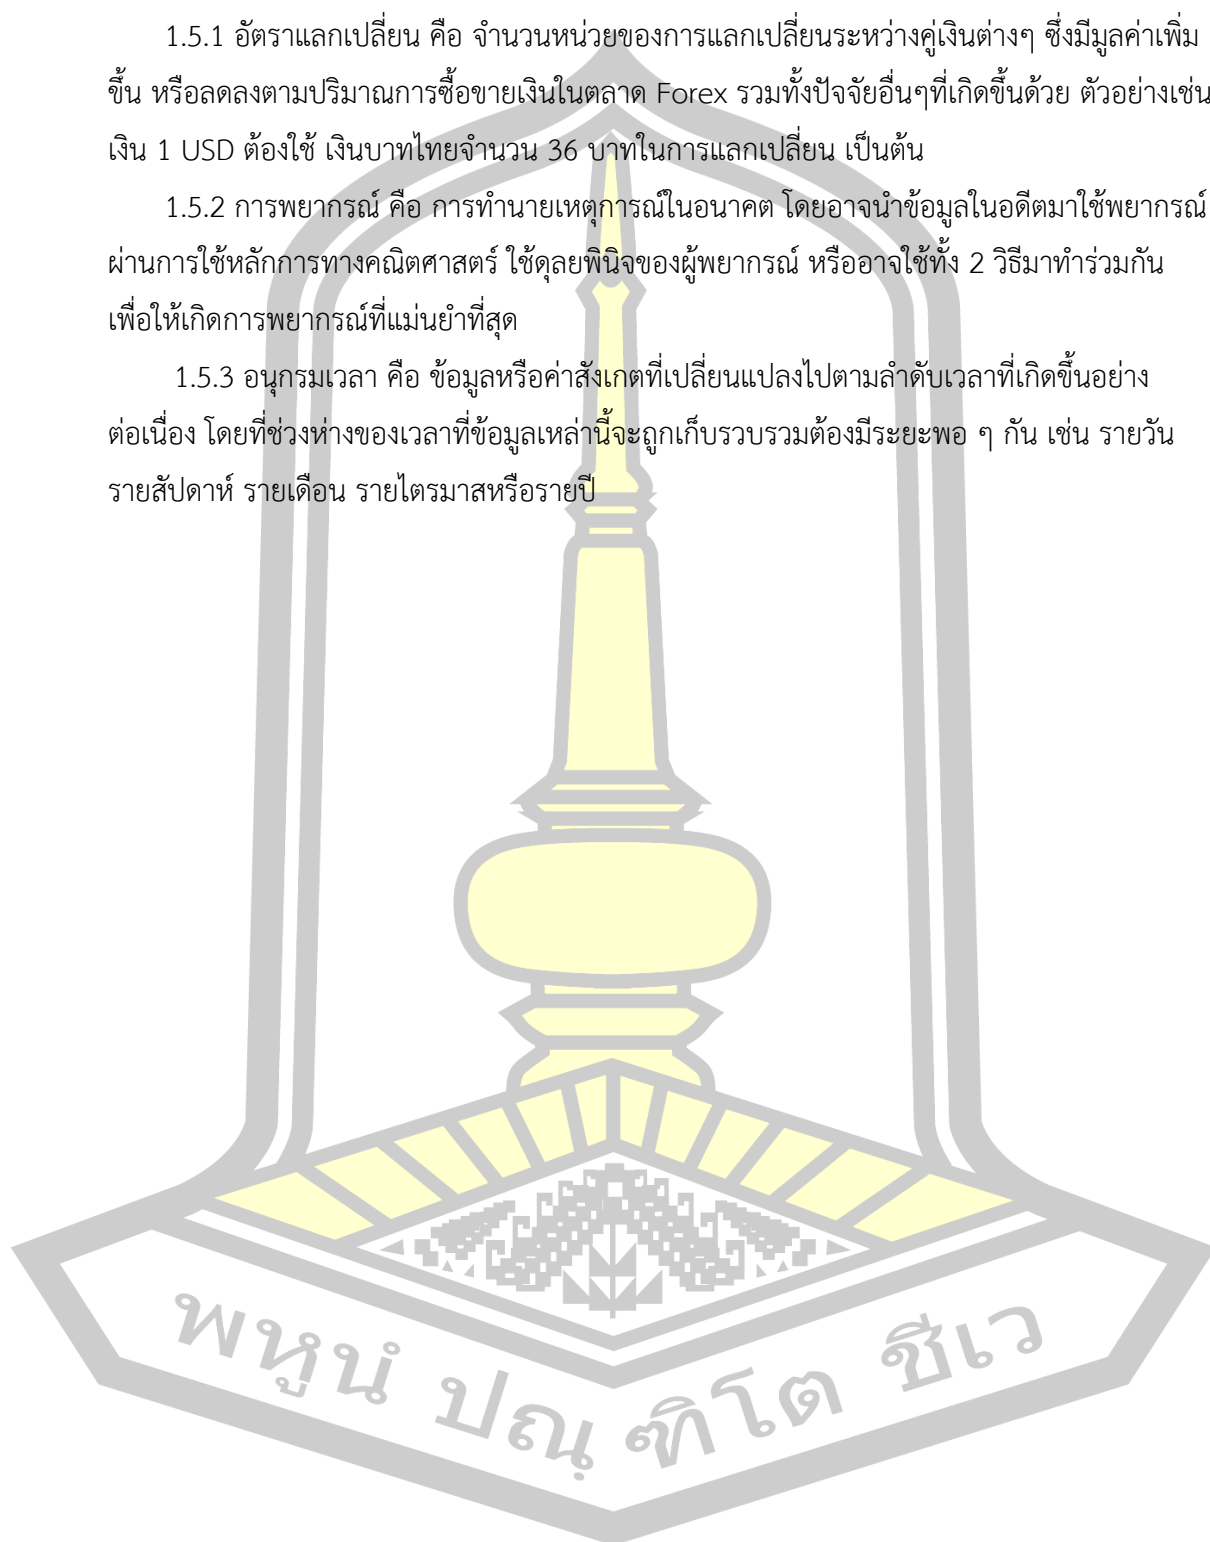 1.5.1 อัตราแลกเปลี่ยน คือ จำนวนหน่วยของการแลกเปลี่ยนระหว่างคู่เงินต่างๆ ซึ่งมีมูลค่าเพิ่ม
ขึ้น หรือลดลงตามปริมาณการซื้อขายเงินในตลาด Forex รวมทั้งปัจจัยอื่นๆที่เกิดขึ้นด้วย ตัวอย่างเช่น
เงิน 1 USD ต้องใช้ เงินบาทไทยจำนวน 36 บาทในการแลกเปลี่ยน เป็นต้น
1.5.2 การพยากรณ์ คือ การทำนายเหตุการณ์ในอนาคต โดยอาจนำข้อมูลในอดีตมาใช้พยากรณ์
ผ่านการใช้หลักการทางคณิตศาสตร์ ใช้ดุลยพินิจของผู้พยากรณ์ หรืออาจใช้ทั้ง 2 วิธีมาทำร่วมกัน
เพื่อให้เกิดการพยากรณ์ที่แม่นยำที่สุด
1.5.3 อนุกรมเวลา คือ ข้อมูลหรือค่าสังเกตที่เปลี่ยนแปลงไปตามลำดับเวลาที่เกิดขึ้นอย่าง
ต่อเนื่อง โดยที่ช่วงห่างของเวลาที่ข้อมูลเหล่านี้จะถูกเก็บรวบรวมต้องมีระยะพอ ๆ กัน เช่น รายวัน
รายสัปดาห์ รายเดือน รายไตรมาสหรือรายปี
พหูนํ ปณฺ ฑิโต ชีเว